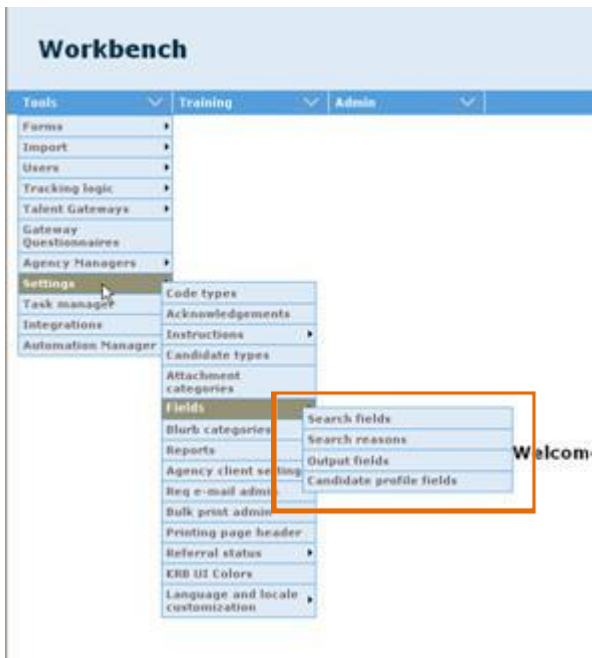 Workbench
Tools Training Admin
Forms
Import
Users
Tracking logic
Talent Gateways
Gateway
Questionnaires
Agency Managers
Settings
Task manager
Integrations
Automation Manager
Code types
Acknowledgements
Instructions
Candidate types
Attachment
categories
Fields
Blurb categories
Reports
Agency client setting
Req e-mail admin
Bulk print admin
Printing page header
Referral status
KRB UI Colors
Language and locale
customization
Search fields
Search reasons
Output fields
Candidate profile fields
Welcome